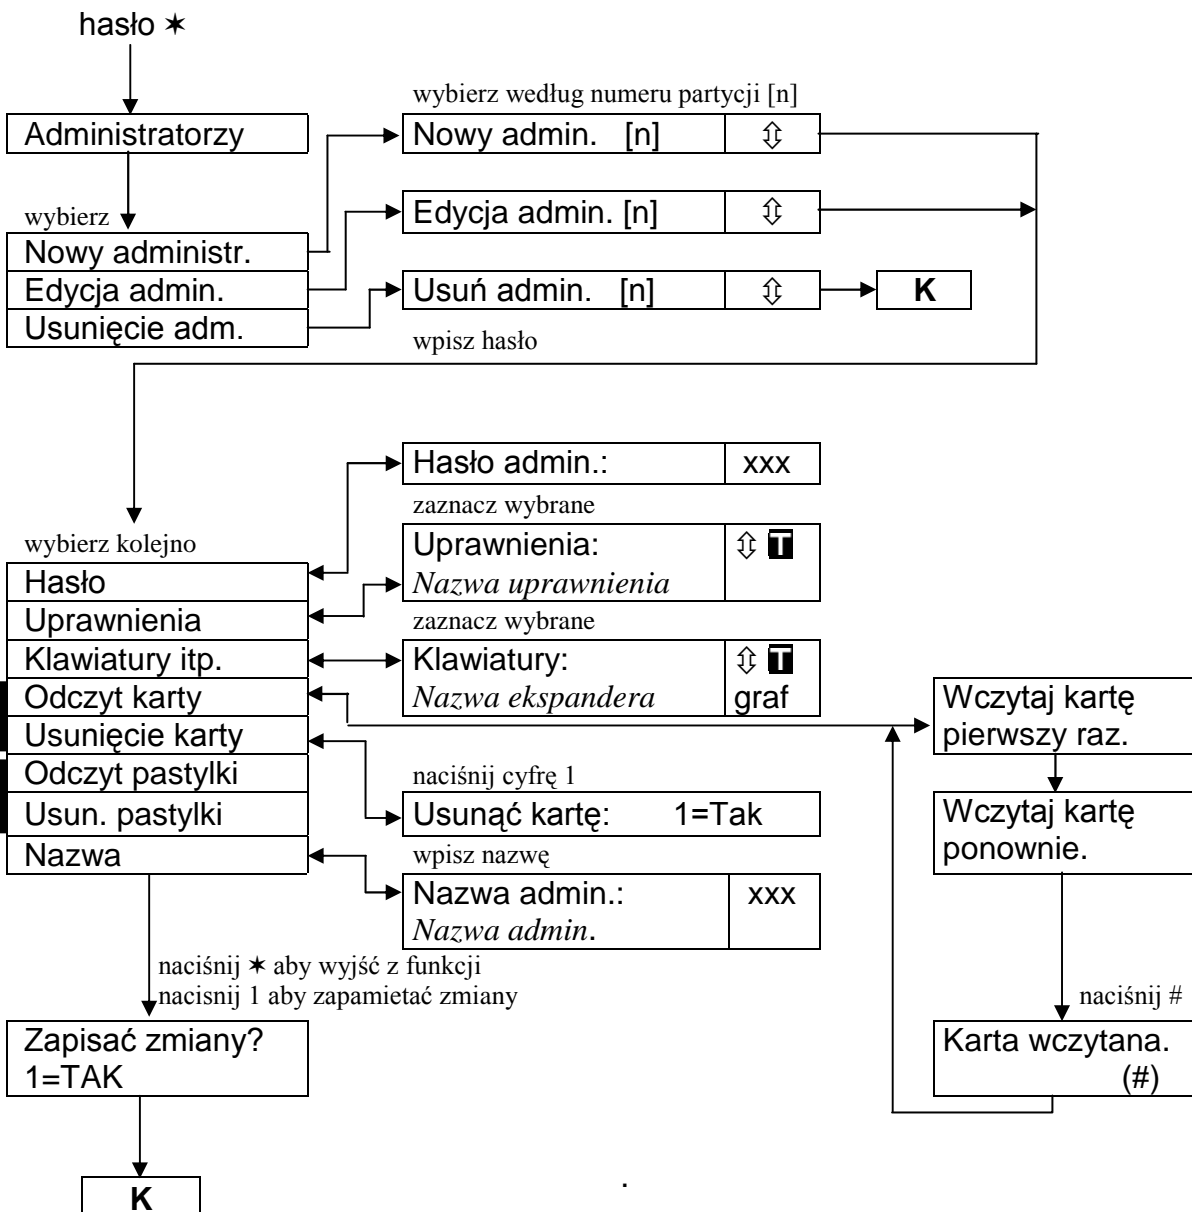 hasło ✶
wybierz według numeru partycji [n]
Administratorzy
Nowy admin. [n] ⇳
wybierz
Edycja admin. [n] ⇳
Nowy administr.
Edycja admin.
Usunięcie adm.
Usuń admin. [n] ⇳
K
wpisz hasło
Hasło admin.: xxx
zaznacz wybrane
wybierz kolejno
Uprawnienia: ⇳ T
Nazwa uprawnienia
Hasło
Uprawnienia
Klawiatury itp.
Odczyt karty
Usunięcie karty
Odczyt pastylki
Usun. pastylki
Nazwa
zaznacz wybrane
Klawiatury: ⇳ T
Nazwa ekspandera graf
Wczytaj kartę
pierwszy raz.
naciśnij cyfrę 1
Usunąć kartę: 1=Tak
Wczytaj kartę
ponownie.
wpisz nazwę
Nazwa admin.: xxx
Nazwa admin.
naciśnij ✶ aby wyjść z funkcji
nacisnij 1 aby zapamietać zmiany
naciśnij #
Zapisać zmiany?
1=TAK
Karta wczytana.
(#)
K
.